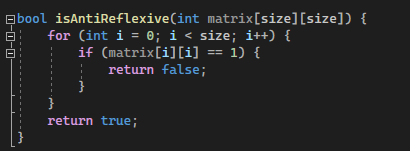 bool isAntiReflexive(int matrix[size][size]) {
    for (int i = 0; i < size; i++) {
        if (matrix[i][i] == 1) {
            return false;
        }
    }
    return true;
}